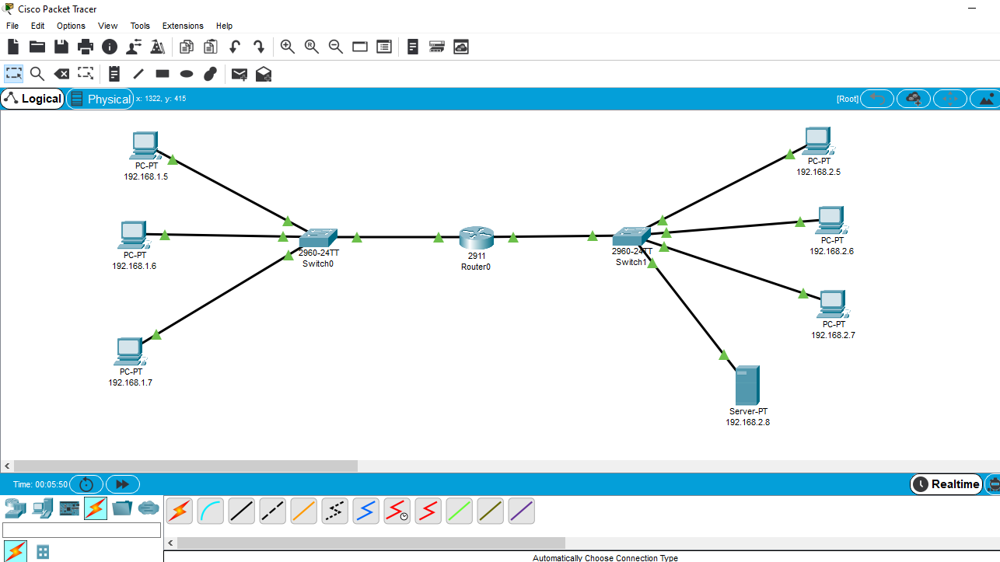 Cisco Packet Tracer
File Edit Options View Tools Extensions Help
Logical Physical x: 1322, y: 415 [Root]
PC-PT
192.168.1.5
PC-PT
192.168.1.6
PC-PT
192.168.1.7
2960-24TT
Switch0
2911
Router0
2960-24TT
Switch1
PC-PT
192.168.2.5
PC-PT
192.168.2.6
PC-PT
192.168.2.7
Server-PT
192.168.2.8
Time: 00:05:50 Realtime
Automatically Choose Connection Type